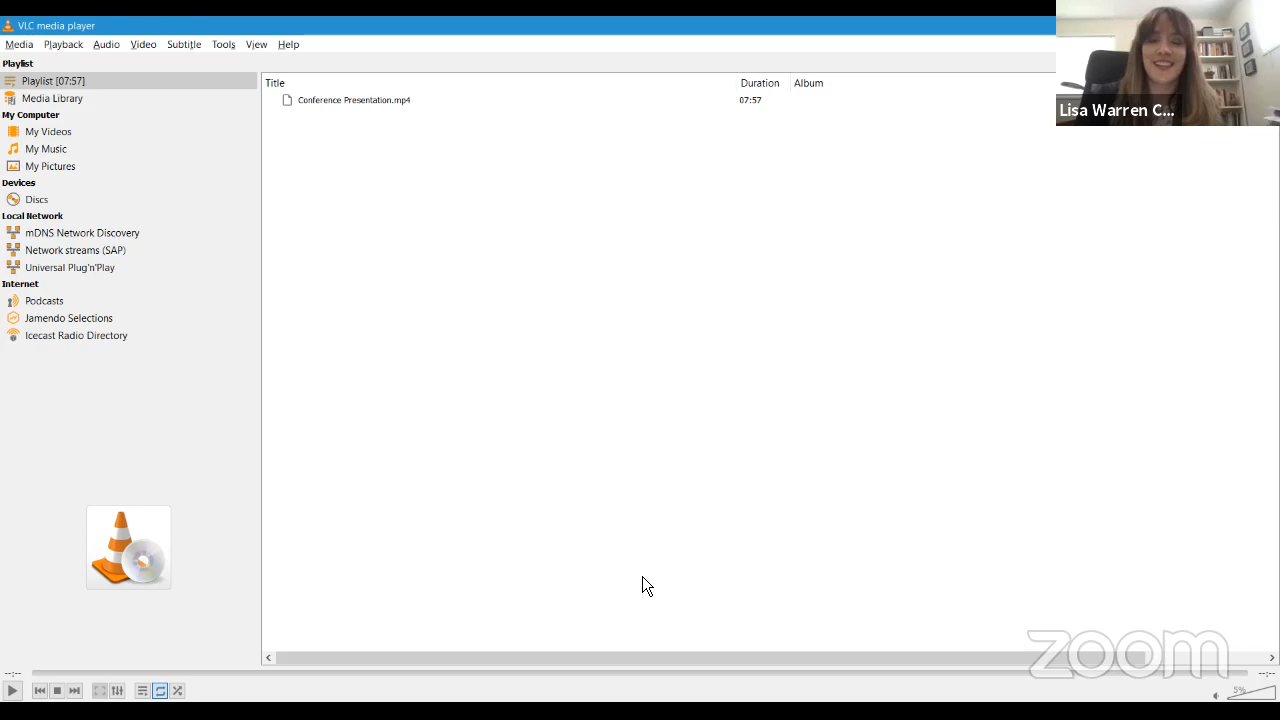 VLC media player
Media Playback Audio Video Subtitle Tools View Help
Playlist
Playlist [07:57]
Media Library
My Computer
My Videos
My Music
My Pictures
Devices
Discs
Local Network
mDNS Network Discovery
Network streams (SAP)
Universal Plug'n'Play
Internet
Podcasts
Jamendo Selections
Icecast Radio Directory
Title Duration Album
Conference Presentation.mp4 07:57
Lisa Warren C...
zoom
--:-- --:--
5%